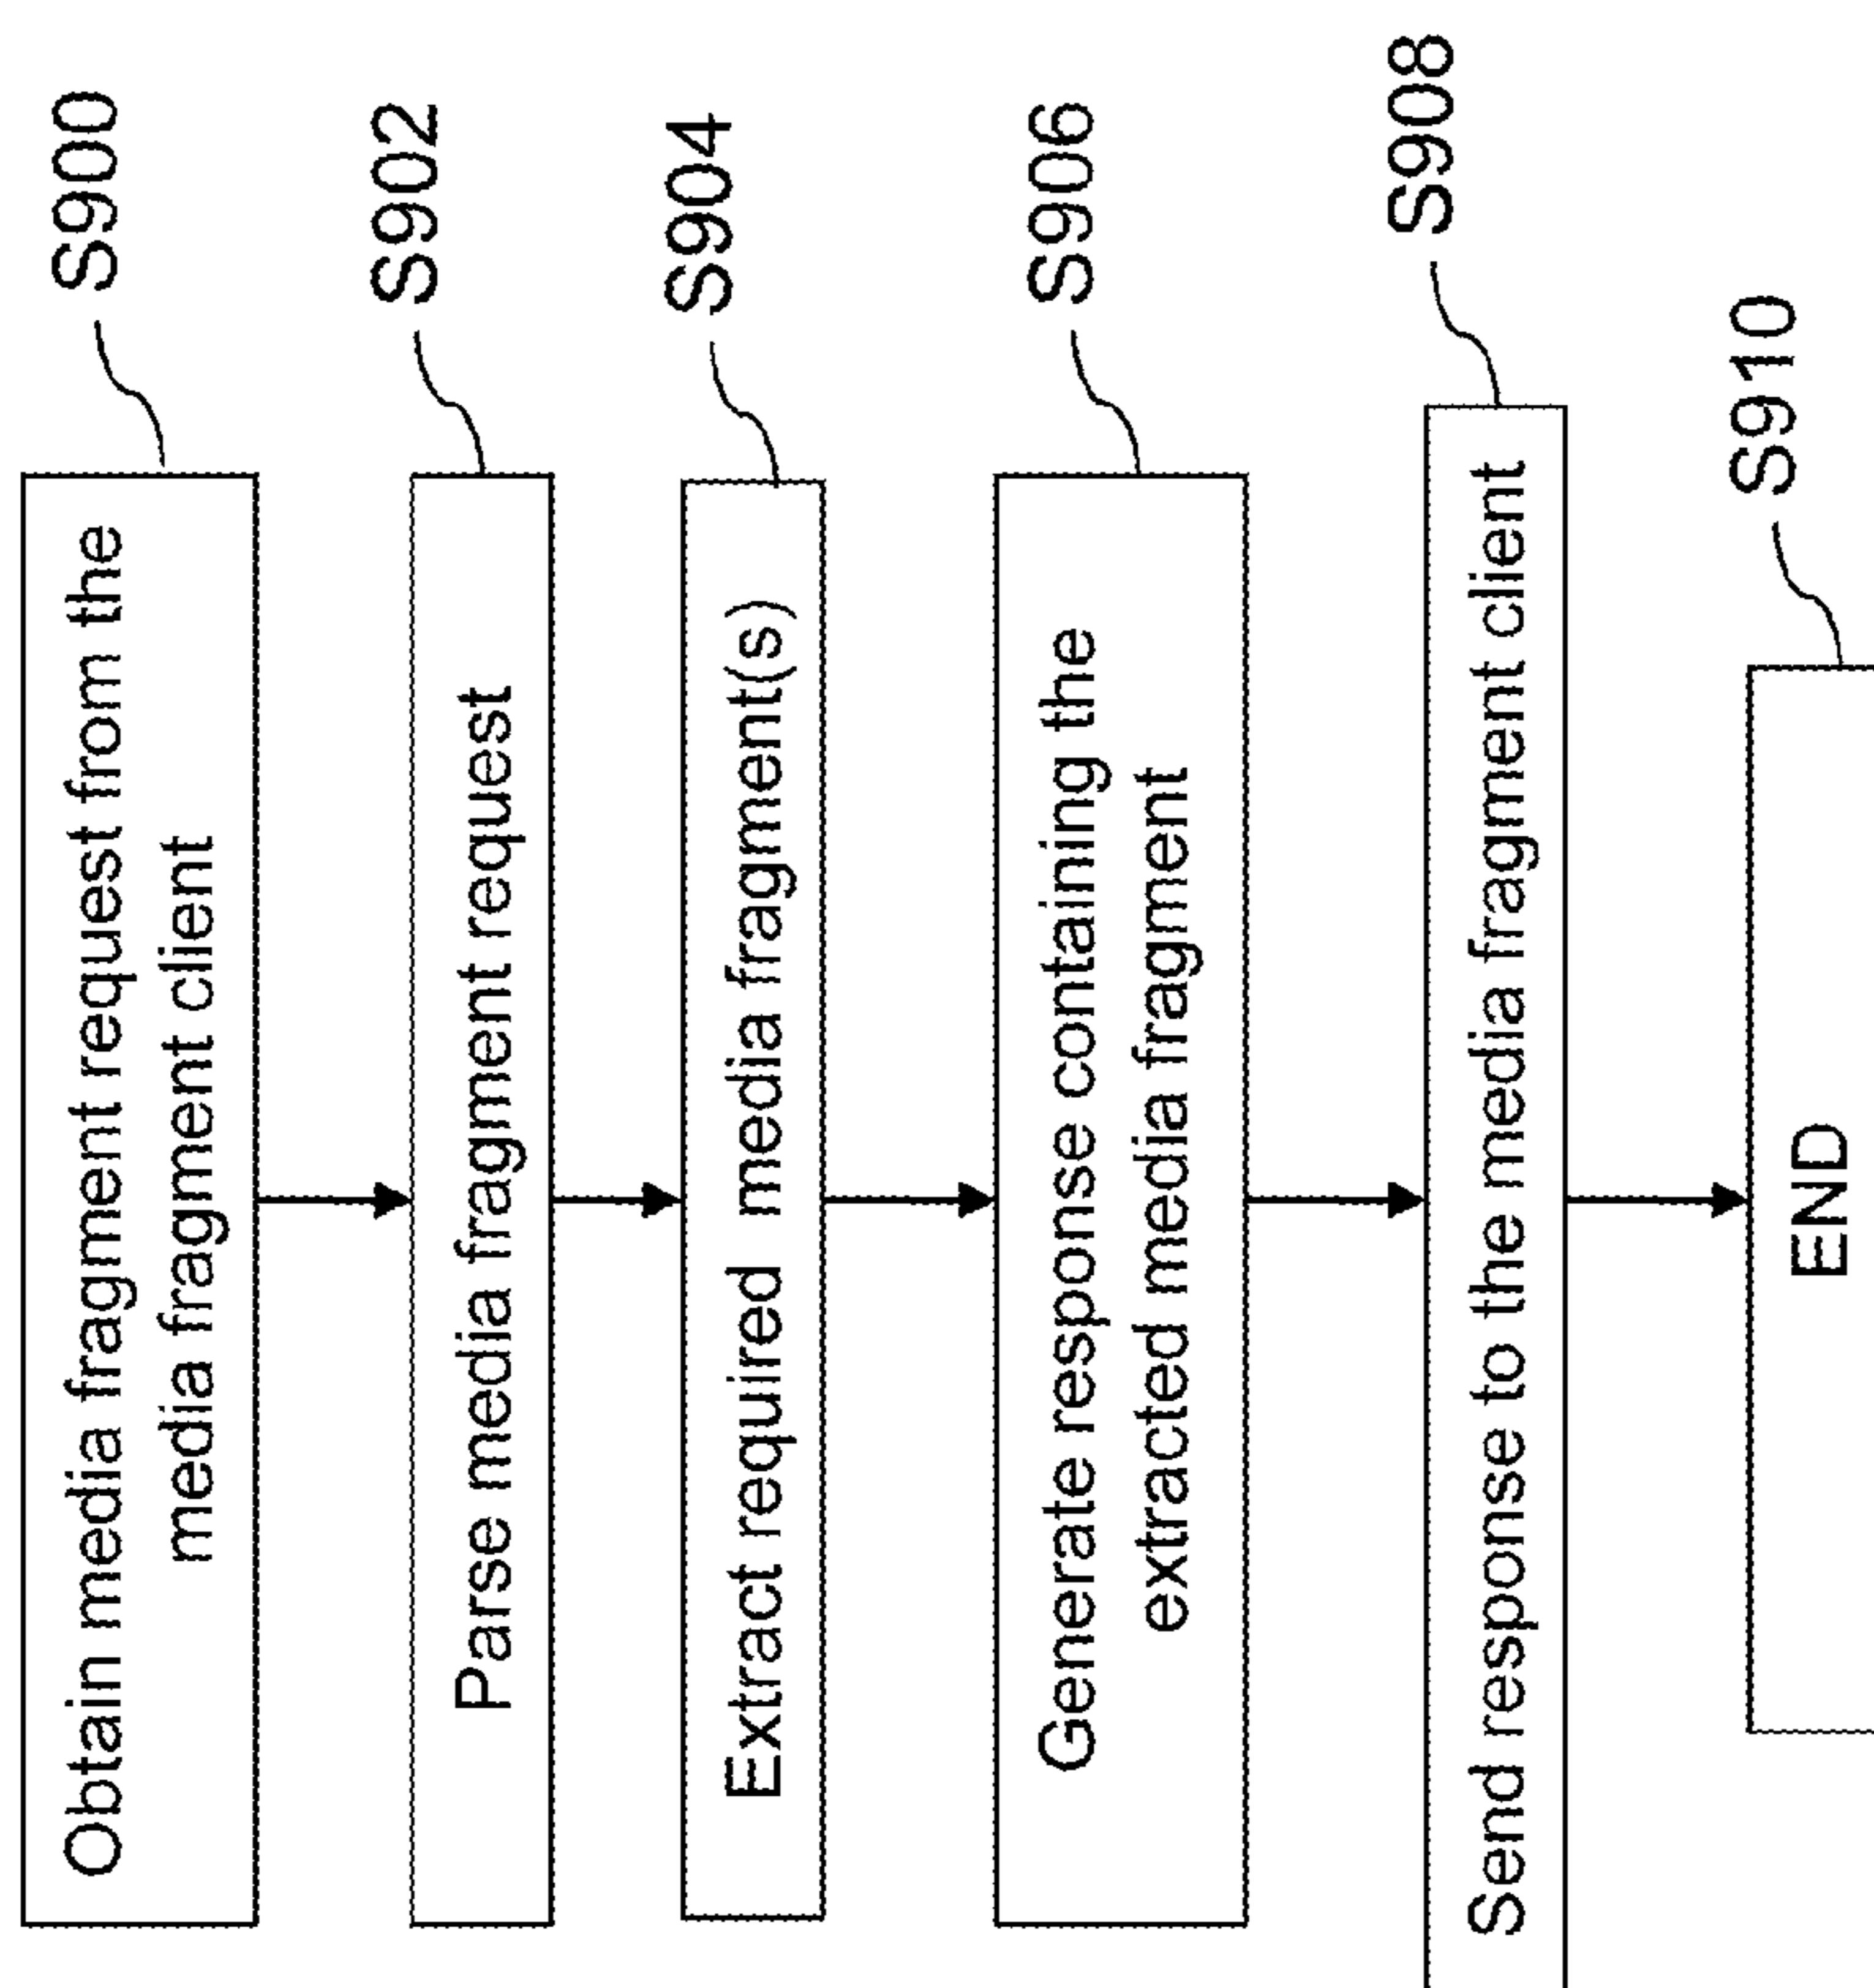 Obtain media fragment request from the
media fragment client
S900
Parse media fragment request
S902
Extract required media fragment(s)
S904
Generate response containing the
extracted media fragment
S906
Send response to the media fragment client
S908
END
S910